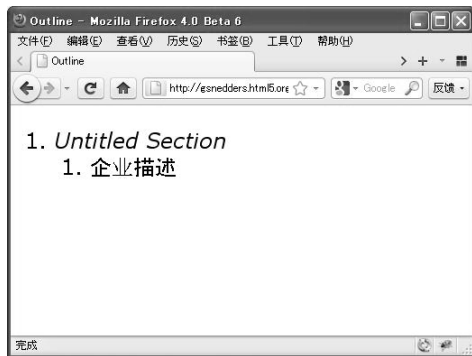 Outline - Mozilla Firefox 4.0 Beta 6
文件(F) 编辑(E) 查看(V) 历史(S) 书签(B) 工具(T) 帮助(H)
Outline
http://gsnedders.html5.org Google 反馈
1. Untitled Section
1. 企业描述
完成